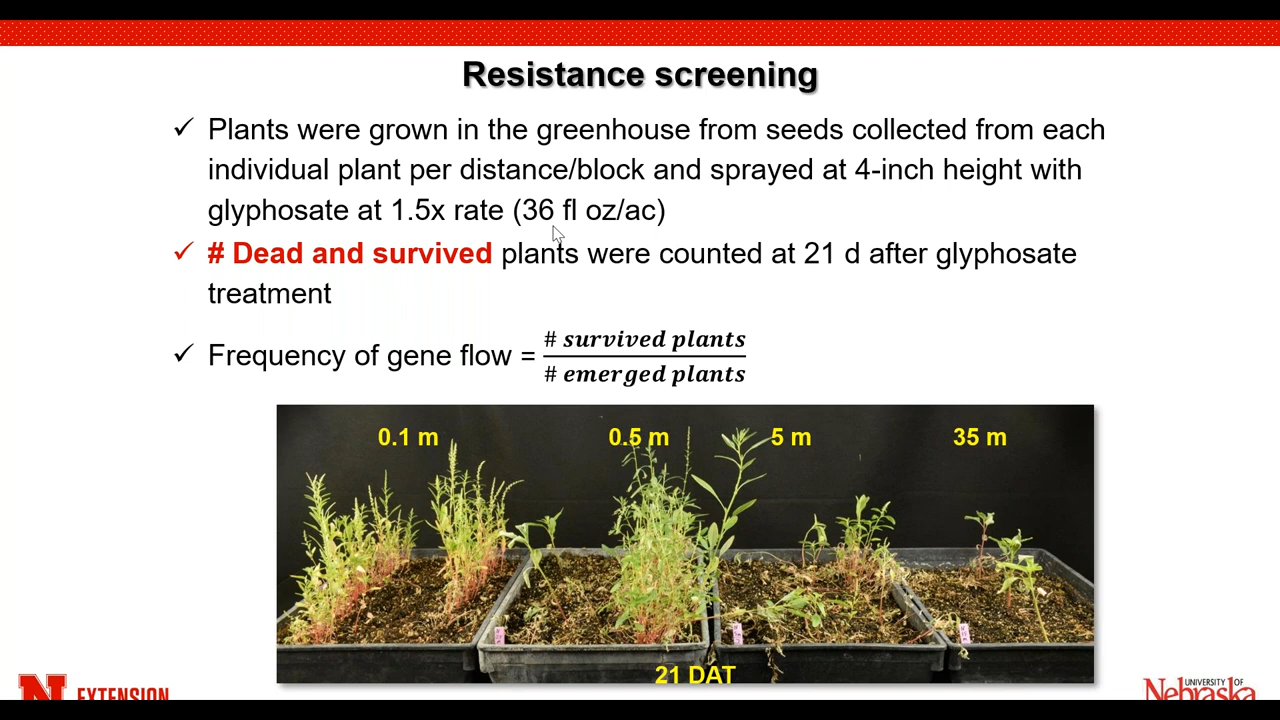 Resistance screening
✓ Plants were grown in the greenhouse from seeds collected from each
individual plant per distance/block and sprayed at 4-inch height with
glyphosate at 1.5x rate (36 fl oz/ac)
✓ # Dead and survived plants were counted at 21 d after glyphosate
treatment
✓ Frequency of gene flow = # survived plants / # emerged plants
0.1 m 0.5 m 5 m 35 m
21 DAT
N EXTENSION
UNIVERSITY OF
Nebraska